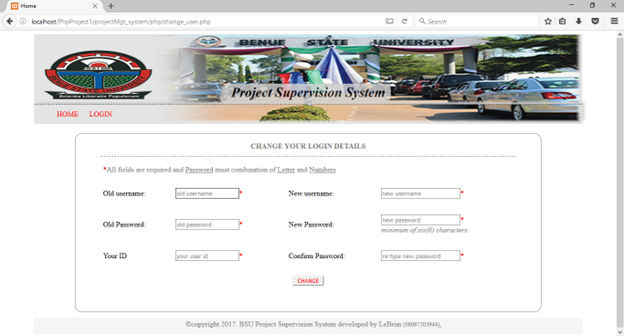 Home
localhost/PhpProject1/projectMgt_system/php/change_user.php
Search
BENUE STATE UNIVERSITY
Project Supervision System
HOME LOGIN
CHANGE YOUR LOGIN DETAILS
*All fields are required and Password must combination of Letter and Numbers
Old username: old username * New username: new username *
Old Password: old password * New Password: new password *
minimum of six(6) characters.
Your ID your user id * Confirm Password: re-type new password *
CHANGE
©copyright 2017. BSU Project Supervision System developed by LeBrun (08067203944),